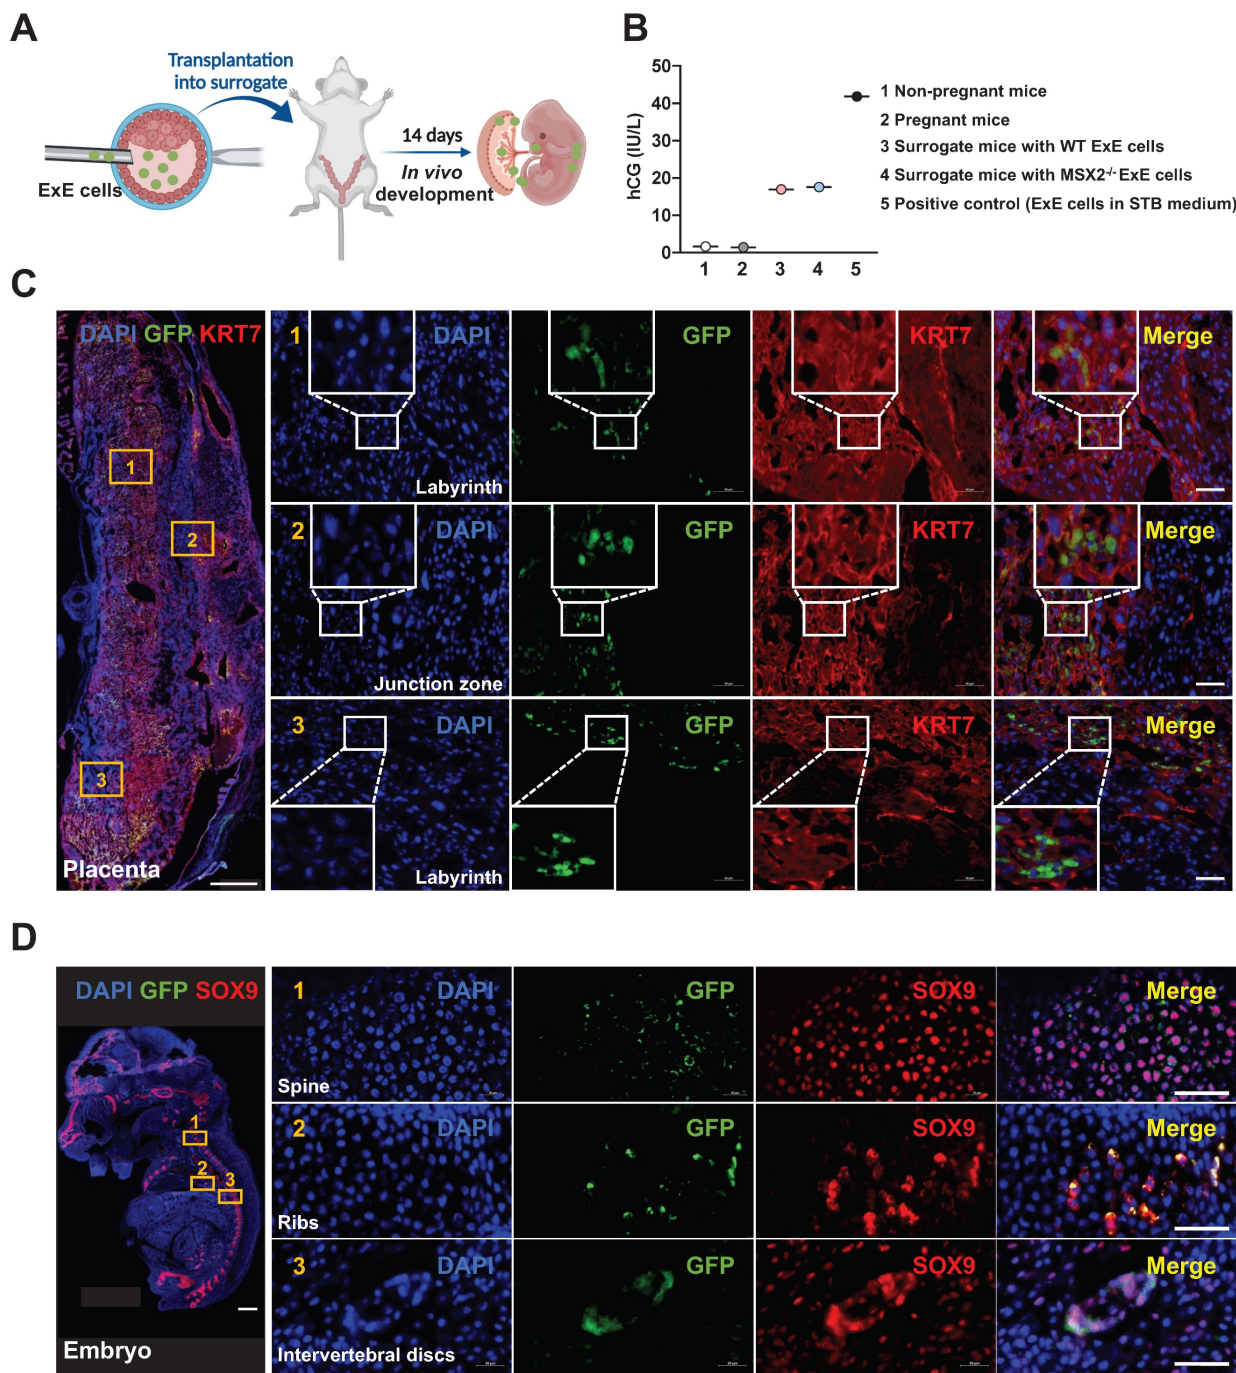 A
Transplantation
into surrogate
ExE cells
14 days
In vivo
development
B
hCG (IU/L)
50
40
30
20
10
0
1 2 3 4 5
1 Non-pregnant mice
2 Pregnant mice
3 Surrogate mice with WT ExE cells
4 Surrogate mice with MSX2-/- ExE cells
5 Positive control (ExE cells in STB medium)
C
DAPI GFP KRT7
1
2
3
Placenta
1 DAPI GFP KRT7 Merge
Labyrinth
2 DAPI GFP KRT7 Merge
Junction zone
3 DAPI GFP KRT7 Merge
Labyrinth
D
DAPI GFP SOX9
1
2
3
Embryo
1 DAPI GFP SOX9 Merge
Spine
2 DAPI GFP SOX9 Merge
Ribs
3 DAPI GFP SOX9 Merge
Intervertebral discs